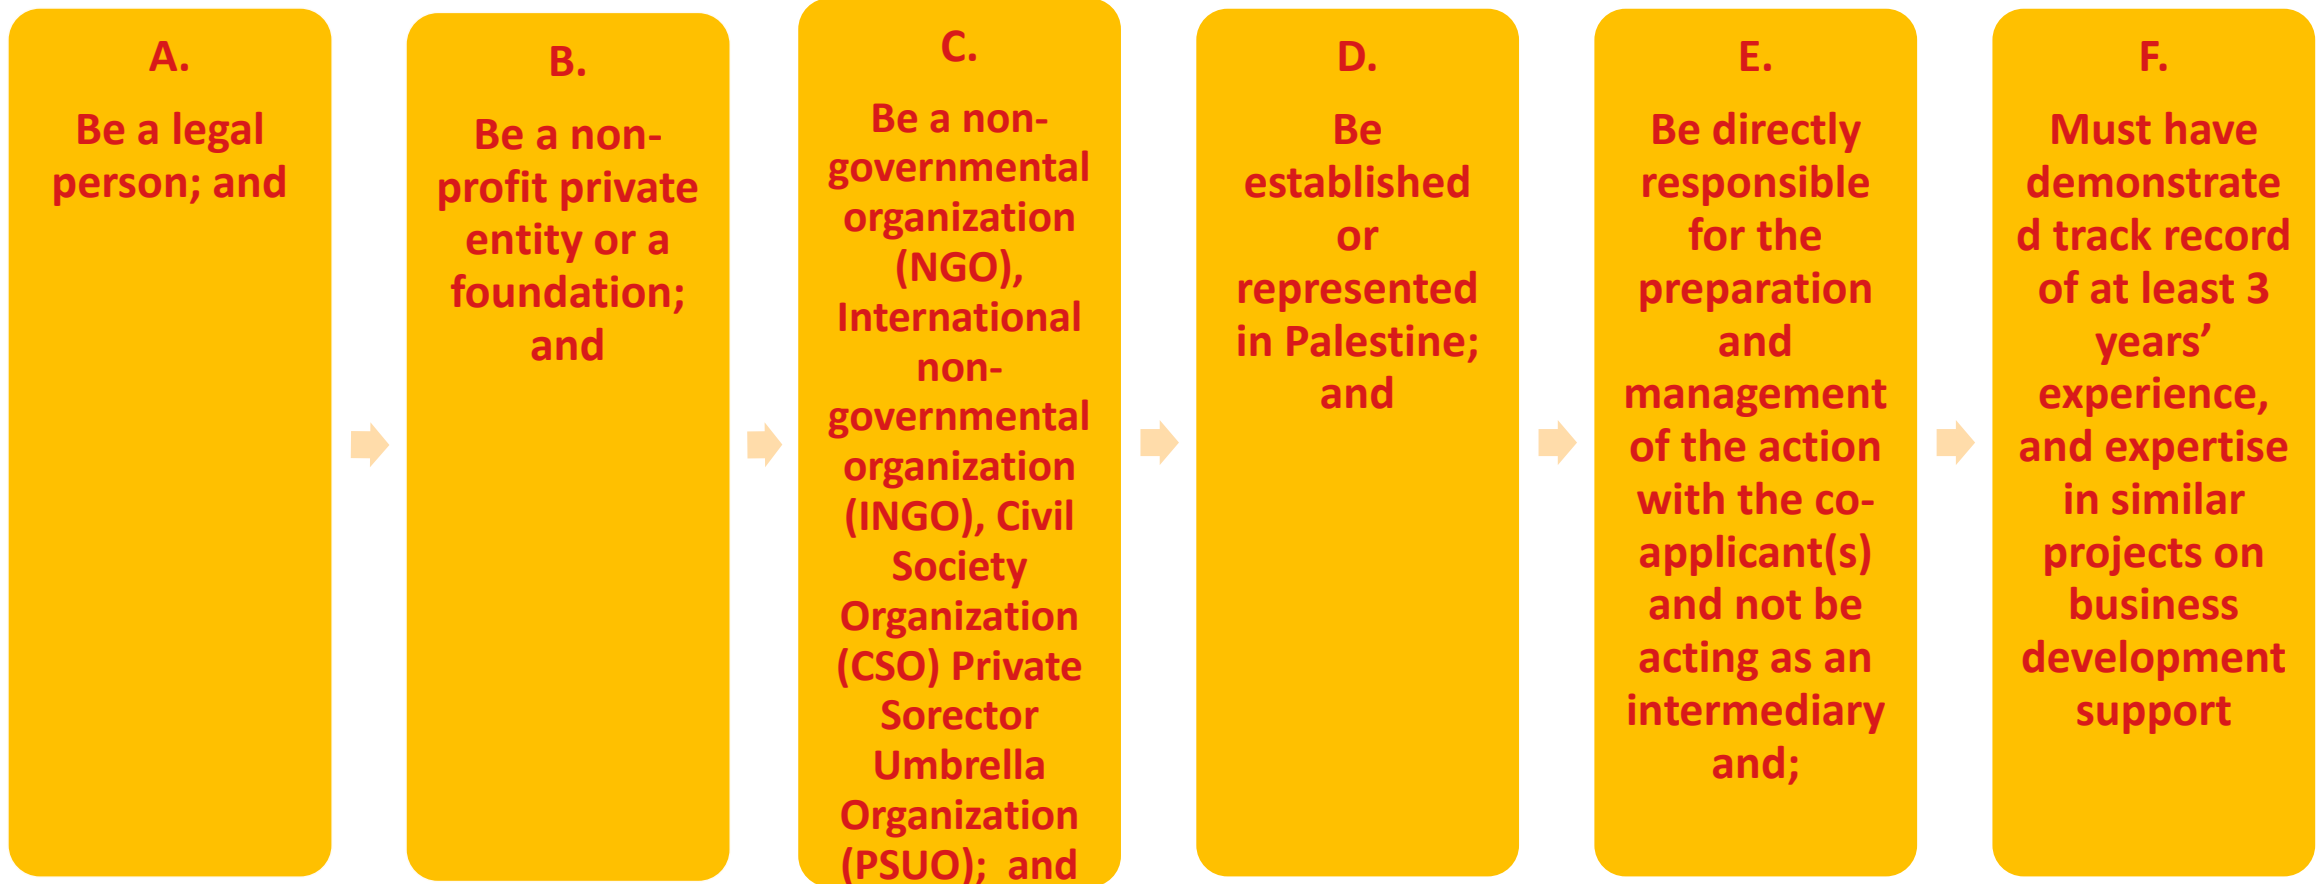 A.
Be a legal
person; and
B.
Be a non-
profit private
entity or a
foundation;
and
C.
Be a non-
governmental
organization
(NGO),
International
non-
governmental
organization
(INGO), Civil
Society
Organization
(CSO) Private
Sorector
Umbrella
Organization
(PSUO);  and
D.
Be
established
or
represented
in Palestine;
and
E.
Be directly
responsible
for the
preparation
and
management
of the action
with the co-
applicant(s)
and not be
acting as an
intermediary
and;
F.
Must have
demonstrate
d track record
of at least 3
years’
experience,
and expertise
in similar
projects on
business
development
support